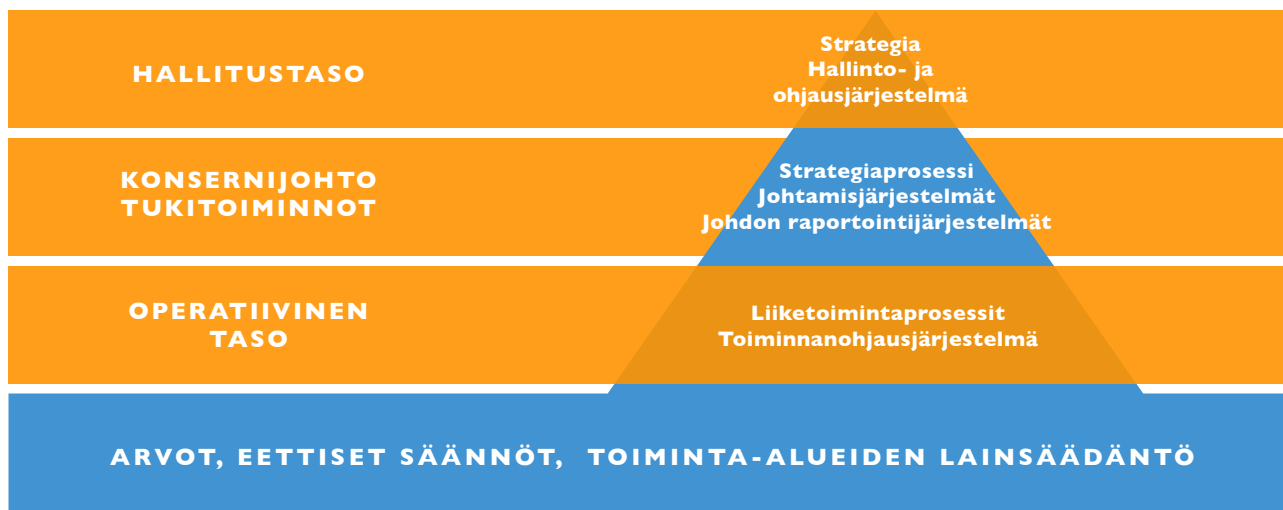 HALLITUSTASO
Strategia
Hallinto- ja
ohjausjärjestelmä
KONSERNIJOHTO
TUKITOIMINNOT
Strategiaprosessi
Johtamisjärjestelmät
Johdon raportointijärjestelmät
OPERATIIVINEN
TASO
Liiketoimintaprosessit
Toiminnanohjausjärjestelmä
ARVOT, EETTISET SÄÄNNÖT, TOIMINTA-ALUEIDEN LAINSÄÄDÄNTÖ